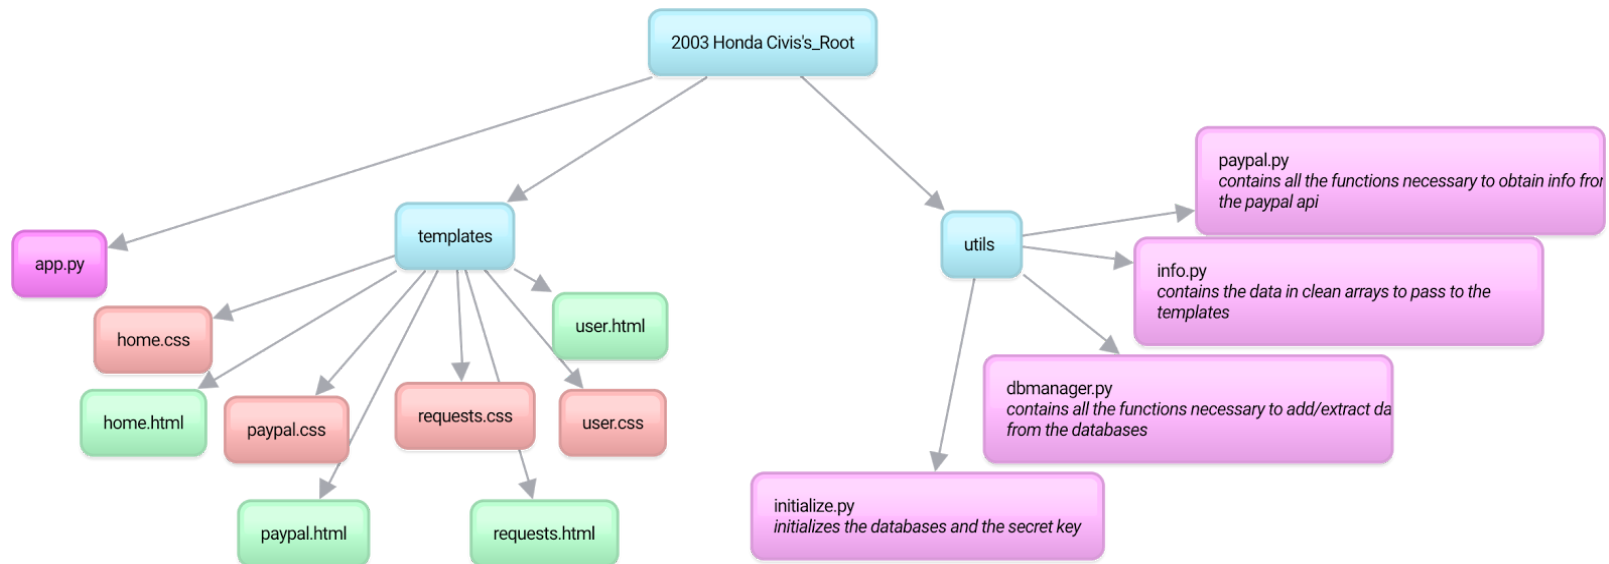 2003 Honda Civis's_Root
paypal.py
contains all the functions necessary to obtain info from
the paypal api
app.py
templates
utils
info.py
contains the data in clean arrays to pass to the
templates
home.css
user.html
home.html
paypal.css
requests.css
user.css
dbmanager.py
contains all the functions necessary to add/extract da
from the databases
paypal.html
requests.html
initialize.py
initializes the databases and the secret key